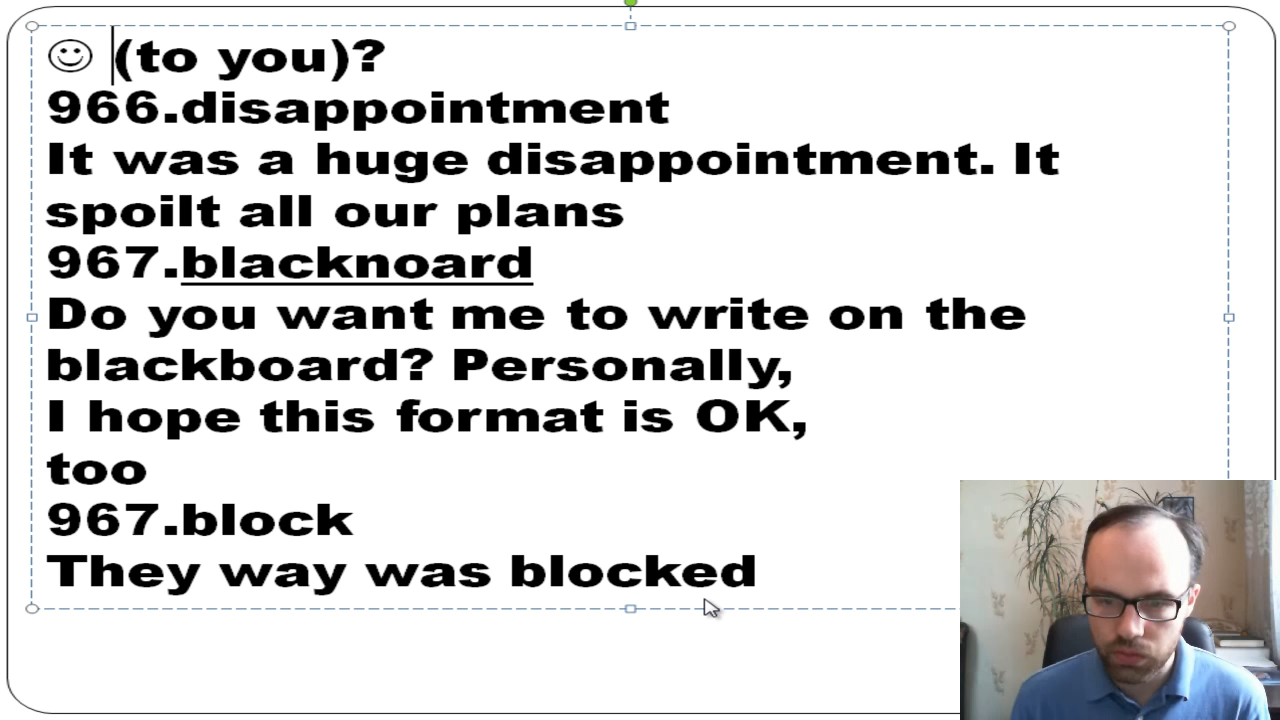 ☺ (to you)?
966.disappointment
It was a huge disappointment. It
spoilt all our plans
967.blacknoard
Do you want me to write on the
blackboard? Personally,
I hope this format is OK,
too
967.block
They way was blocked